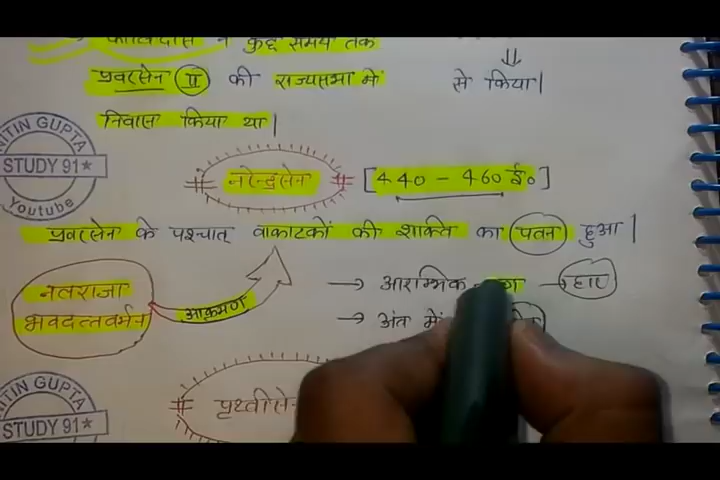 कालिदास ने कुछ समय तक
प्रवरसेन II की राज्यसभा में
निवास किया था।
⇓
से किया।
NITIN GUPTA
STUDY 91★
Youtube
नरेन्द्रसेन [440 - 460 ई०]
प्रवरसेन के पश्चात् वाकाटकों की शक्ति का पतन हुआ।
नलराजा
भवदत्तवर्मन
आक्रमण
→ आरम्भिक → हार
→ अंत में
NITIN GUPTA
STUDY 91★
पृथ्वीसे